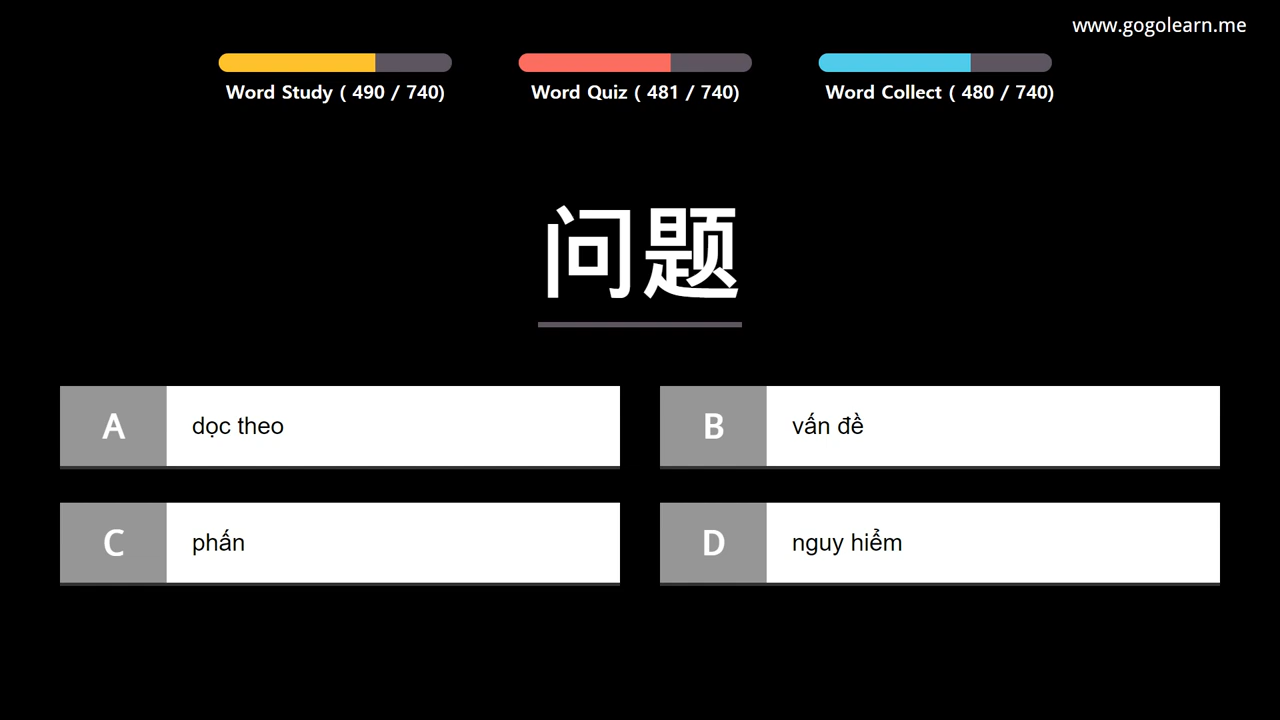 www.gogolearn.me
Word Study ( 490 / 740)
Word Quiz ( 481 / 740)
Word Collect ( 480 / 740)
问题
A dọc theo
B vấn đề
C phấn
D nguy hiểm